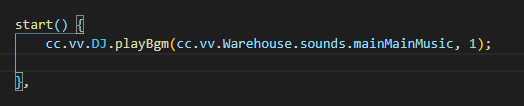 start() {
cc.vv.DJ.playBgm(cc.vv.Warehouse.sounds.mainMainMusic, 1);
},